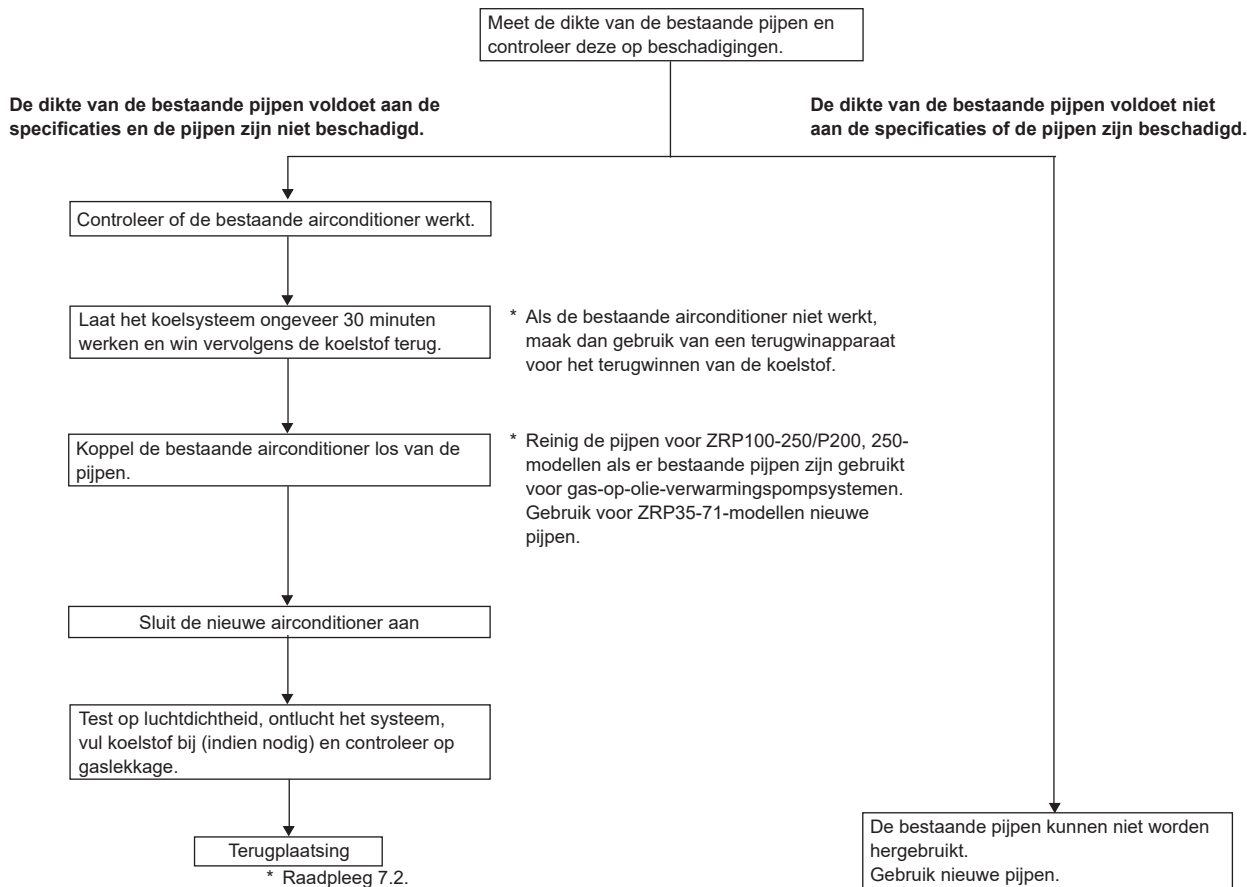 Meet de dikte van de bestaande pijpen en
controleer deze op beschadigingen.
De dikte van de bestaande pijpen voldoet aan de
specificaties en de pijpen zijn niet beschadigd.
De dikte van de bestaande pijpen voldoet niet
aan de specificaties of de pijpen zijn beschadigd.
Controleer of de bestaande airconditioner werkt.
Laat het koelsysteem ongeveer 30 minuten
werken en win vervolgens de koelstof terug.
* Als de bestaande airconditioner niet werkt,
maak dan gebruik van een terugwinapparaat
voor het terugwinnen van de koelstof.
Koppel de bestaande airconditioner los van de
pijpen.
* Reinig de pijpen voor ZRP100-250/P200, 250-
modellen als er bestaande pijpen zijn gebruikt
voor gas-op-olie-verwarmingspompsystemen.
Gebruik voor ZRP35-71-modellen nieuwe
pijpen.
Sluit de nieuwe airconditioner aan
Test op luchtdichtheid, ontlucht het systeem,
vul koelstof bij (indien nodig) en controleer op
gaslekkage.
Terugplaatsing
* Raadpleeg 7.2.
De bestaande pijpen kunnen niet worden
hergebruikt.
Gebruik nieuwe pijpen.